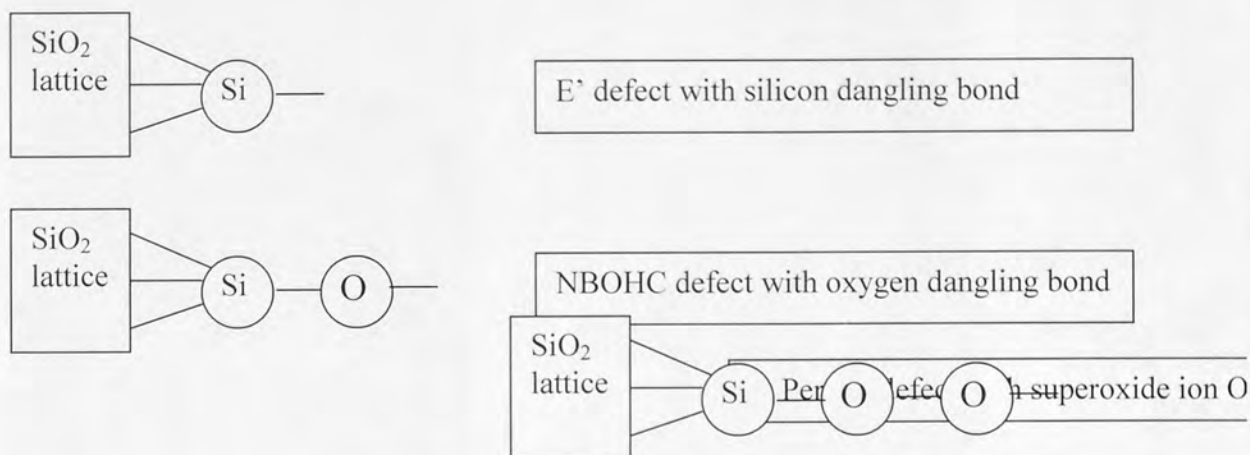 SiO₂
lattice
Si
E’ defect with silicon dangling bond
SiO₂
lattice
Si
O
NBOHC defect with oxygen dangling bond
SiO₂
lattice
Si
O
O
superoxide ion O